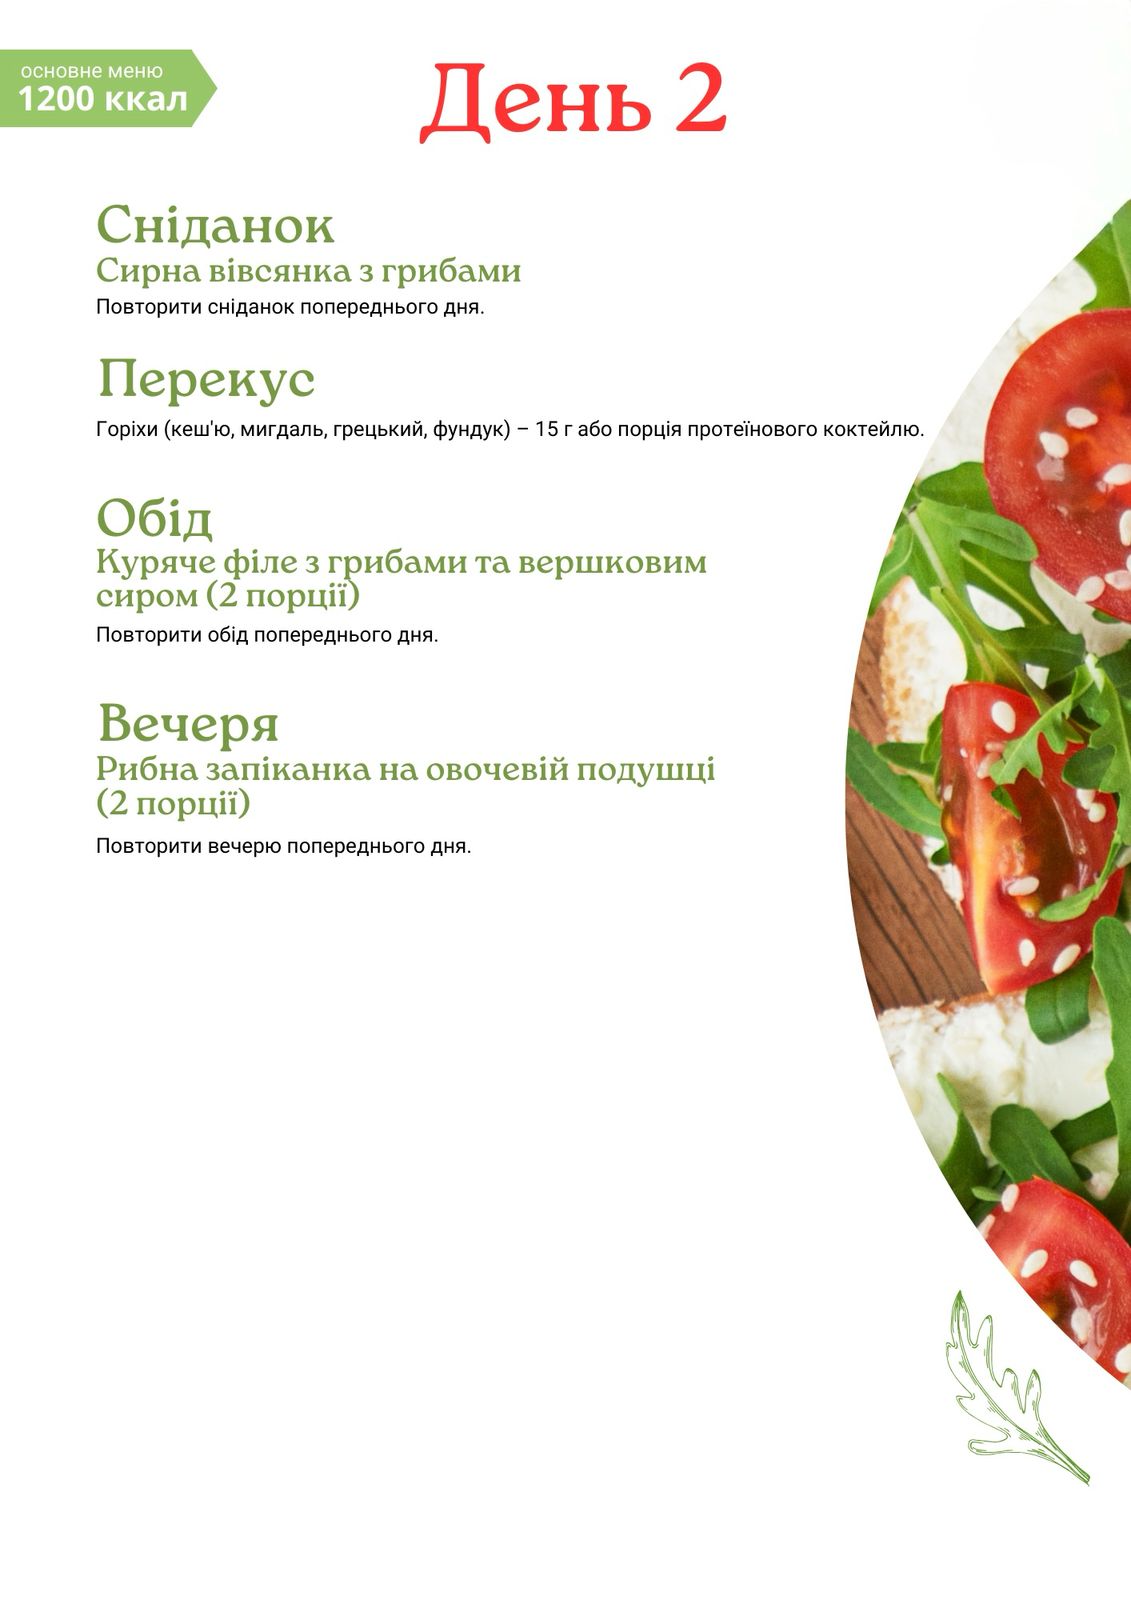 основне меню
1200 ккал
День 2
Сніданок
Сирна вівсянка з грибами
Повторити сніданок попереднього дня.
Перекус
Горіхи (кеш'ю, мигдаль, грецький, фундук) – 15 г або порція протеїнового коктейлю.
Обід
Куряче філе з грибами та вершковим
сиром (2 порції)
Повторити обід попереднього дня.
Вечеря
Рибна запіканка на овочевій подушці
(2 порції)
Повторити вечерю попереднього дня.